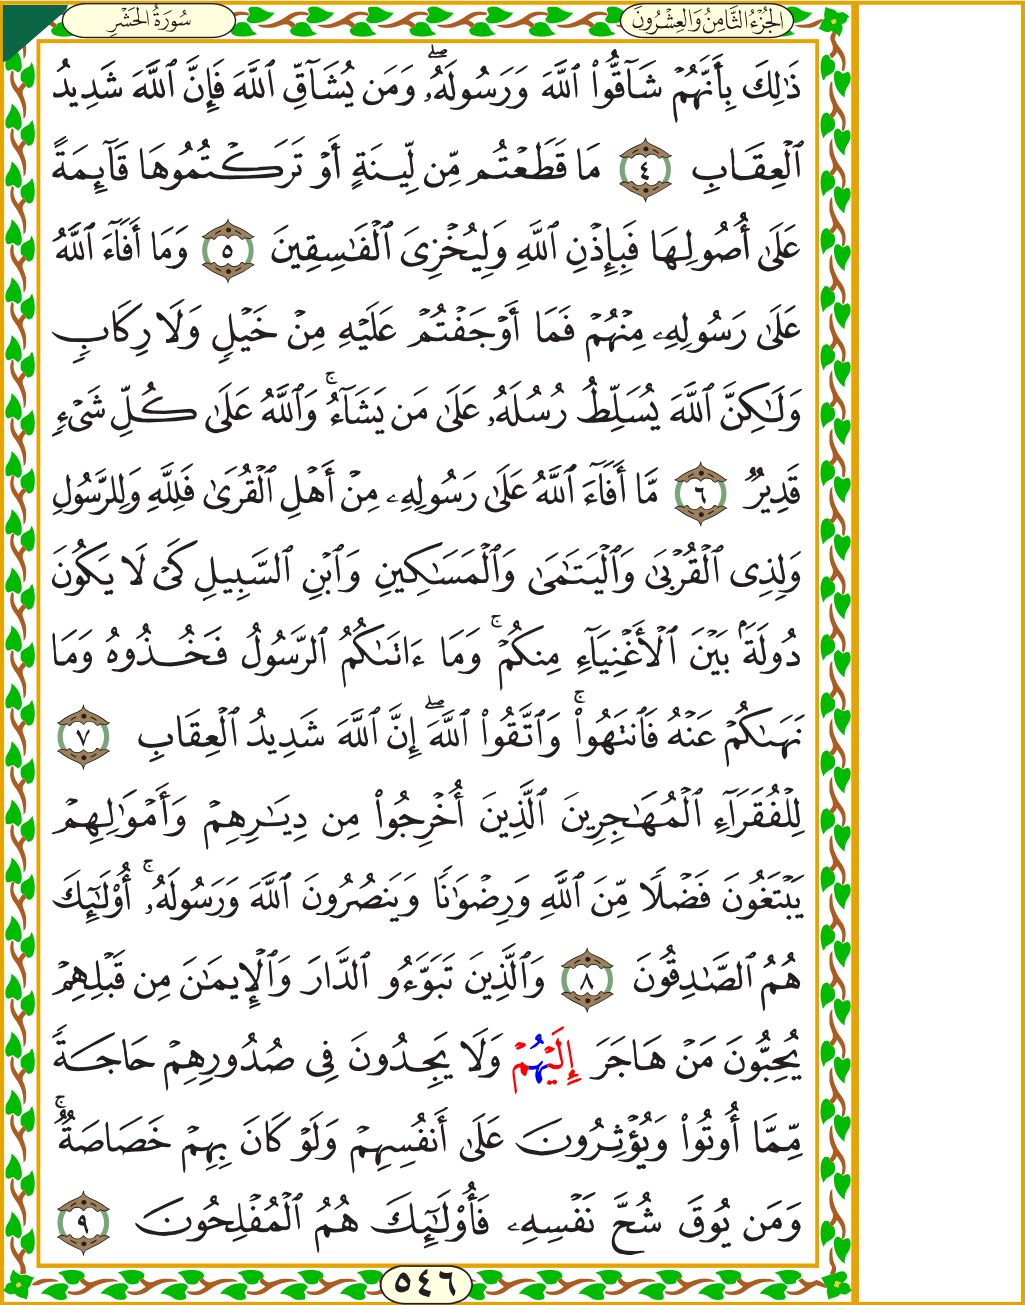 الجُزْءُ الثَّامِنُ وَالعِشْرُونَ
سُورَةُ الحَشْرِ
ذَٰلِكَ بِأَنَّهُمۡ شَآقُّواْ ٱللَّهَ وَرَسُولَهُۥۖ وَمَن يُشَآقِّ ٱللَّهَ فَإِنَّ ٱللَّهَ شَدِيدُ
ٱلۡعِقَابِ ٤ مَا قَطَعۡتُم مِّن لِّينَةٍ أَوۡ تَرَكۡتُمُوهَا قَآئِمَةً
عَلَىٰٓ أُصُولِهَا فَبِإِذۡنِ ٱللَّهِ وَلِيُخۡزِيَ ٱلۡفَٰسِقِينَ ٥ وَمَآ أَفَآءَ ٱللَّهُ
عَلَىٰ رَسُولِهِۦ مِنۡهُمۡ فَمَآ أَوۡجَفۡتُمۡ عَلَيۡهِ مِنۡ خَيۡلٍ وَلَا رِكَابٍ
وَلَٰكِنَّ ٱللَّهَ يُسَلِّطُ رُسُلَهُۥ عَلَىٰ مَن يَشَآءُۚ وَٱللَّهُ عَلَىٰ كُلِّ شَيۡءٍ
قَدِيرٌ ٦ مَّآ أَفَآءَ ٱللَّهُ عَلَىٰ رَسُولِهِۦ مِنۡ أَهۡلِ ٱلۡقُرَىٰ فَلِلَّهِ وَلِلرَّسُولِ
وَلِذِي ٱلۡقُرۡبَىٰ وَٱلۡيَتَٰمَىٰ وَٱلۡمَسَٰكِينِ وَٱبۡنِ ٱلسَّبِيلِ كَيۡ لَا يَكُونَ
دُولَةَۢ بَيۡنَ ٱلۡأَغۡنِيَآءِ مِنكُمۡۚ وَمَآ ءَاتَىٰكُمُ ٱلرَّسُولُ فَخُذُوهُ وَمَا
نَهَىٰكُمۡ عَنۡهُ فَٱنتَهُواْۚ وَٱتَّقُواْ ٱللَّهَۖ إِنَّ ٱللَّهَ شَدِيدُ ٱلۡعِقَابِ ٧
لِلۡفُقَرَآءِ ٱلۡمُهَٰجِرِينَ ٱلَّذِينَ أُخۡرِجُواْ مِن دِيَٰرِهِمۡ وَأَمۡوَٰلِهِمۡ
يَبۡتَغُونَ فَضۡلًا مِّنَ ٱللَّهِ وَرِضۡوَٰنًا وَيَنصُرُونَ ٱللَّهَ وَرَسُولَهُۥٓۚ أُوْلَٰٓئِكَ
هُمُ ٱلصَّٰدِقُونَ ٨ وَٱلَّذِينَ تَبَوَّءُو ٱلدَّارَ وَٱلۡإِيمَٰنَ مِن قَبۡلِهِمۡ
يُحِبُّونَ مَنۡ هَاجَرَ إِلَيۡهِمۡ وَلَا يَجِدُونَ فِي صُدُورِهِمۡ حَاجَةً
مِّمَّآ أُوتُواْ وَيُؤۡثِرُونَ عَلَىٰٓ أَنفُسِهِمۡ وَلَوۡ كَانَ بِهِمۡ خَصَاصَةٌۚ
وَمَن يُوقَ شُحَّ نَفۡسِهِۦ فَأُوْلَٰٓئِكَ هُمُ ٱلۡمُفۡلِحُونَ ٩
٥٤٦